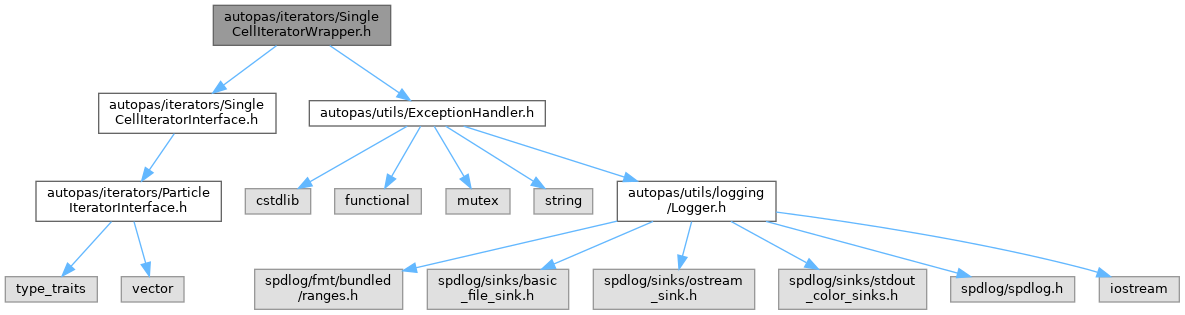 autopas/iterators/Single
CellIteratorWrapper.h
autopas/iterators/Single
CellIteratorInterface.h
autopas/utils/ExceptionHandler.h
autopas/iterators/Particle
IteratorInterface.h
cstdlib
functional
mutex
string
autopas/utils/logging
/Logger.h
type_traits
vector
spdlog/fmt/bundled
/ranges.h
spdlog/sinks/basic
_file_sink.h
spdlog/sinks/ostream
_sink.h
spdlog/sinks/stdout
_color_sinks.h
spdlog/spdlog.h
iostream